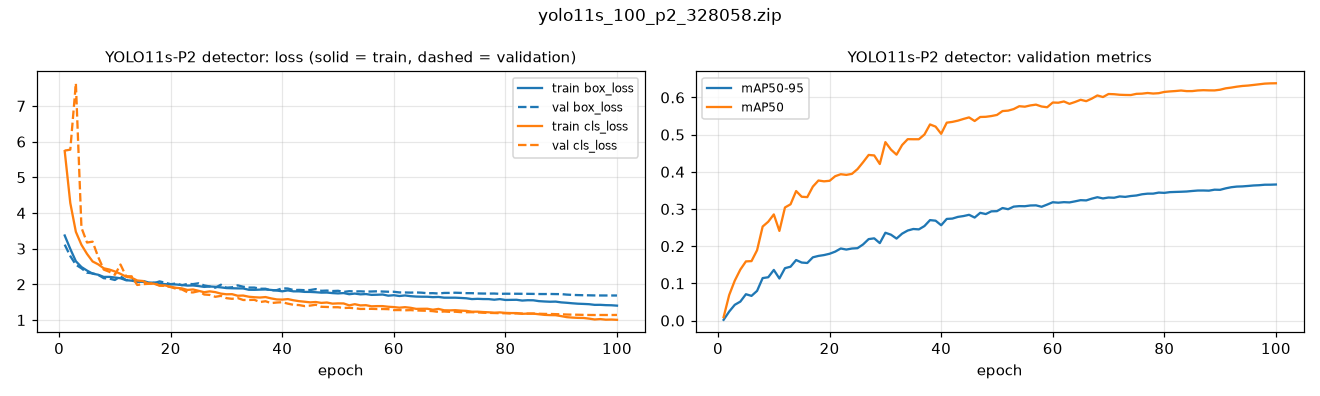 yolo11s_100_p2_328058.zip
YOLO11s-P2 detector: loss (solid = train, dashed = validation)
7
6
5
4
3
2
1
0
20
40
60
80
100
epoch
train box_loss
val box_loss
train cls_loss
val cls_loss
YOLO11s-P2 detector: validation metrics
0.6
0.5
0.4
0.3
0.2
0.1
0.0
0
20
40
60
80
100
epoch
mAP50-95
mAP50